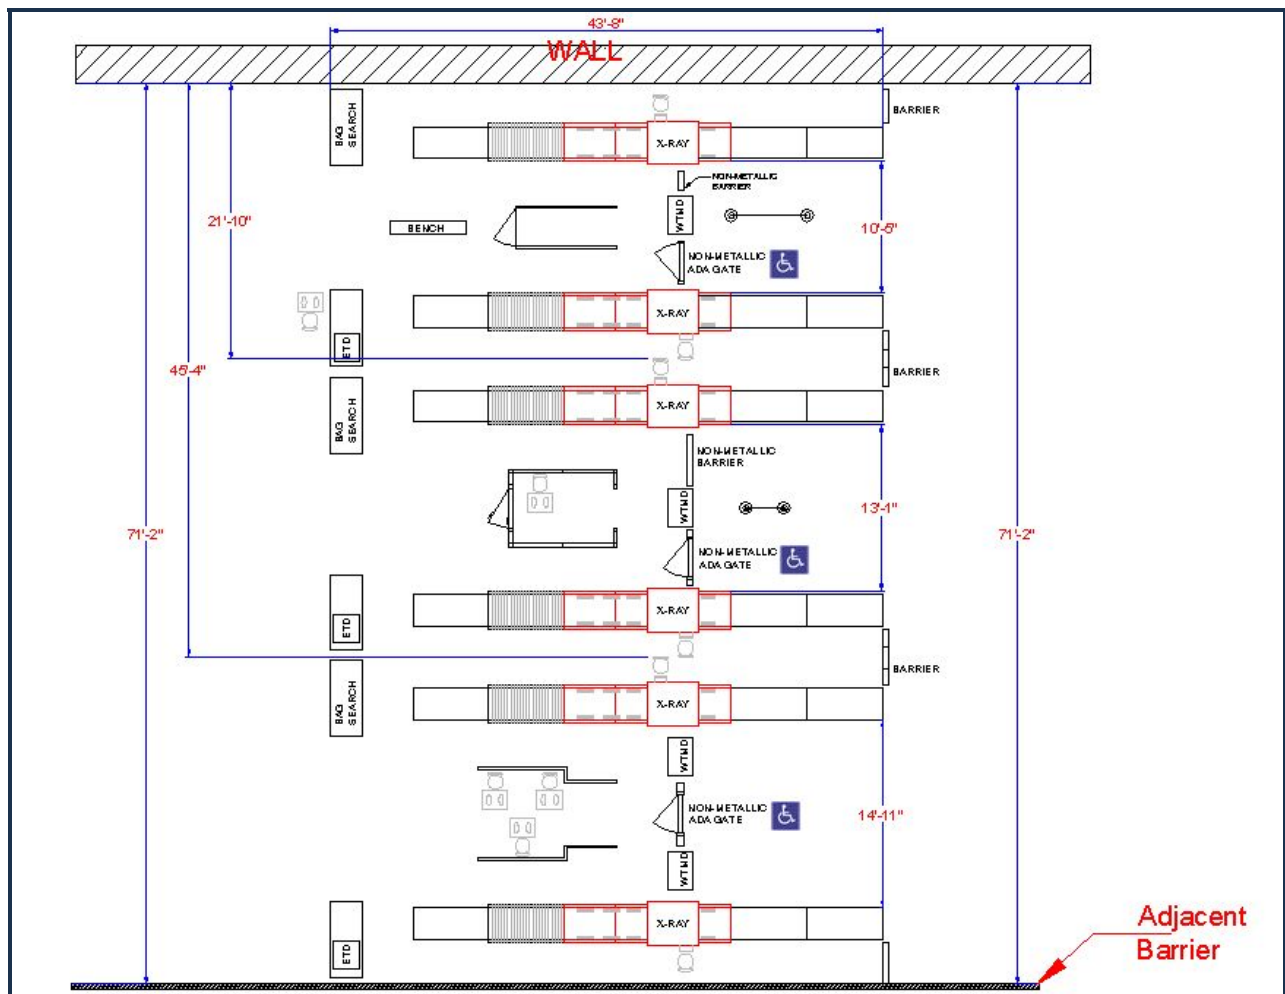 43'-8"
WALL
BAG
SEARCH
X-RAY
BARRIER
NON-METALLIC
BARRIER
WTMD
21'-10"
BENCH
10'-5"
NON-METALLIC
ADA GATE
X-RAY
ETD
45'-4"
BARRIER
BAG
SEARCH
X-RAY
NON-METALLIC
BARRIER
WTMD
13'-1"
71'-2"
71'-2"
NON-METALLIC
ADA GATE
ETD
X-RAY
BARRIER
BAG
SEARCH
X-RAY
WTMD
NON-METALLIC
ADA GATE
14'-11"
WTMD
X-RAY
ETD
Adjacent
Barrier